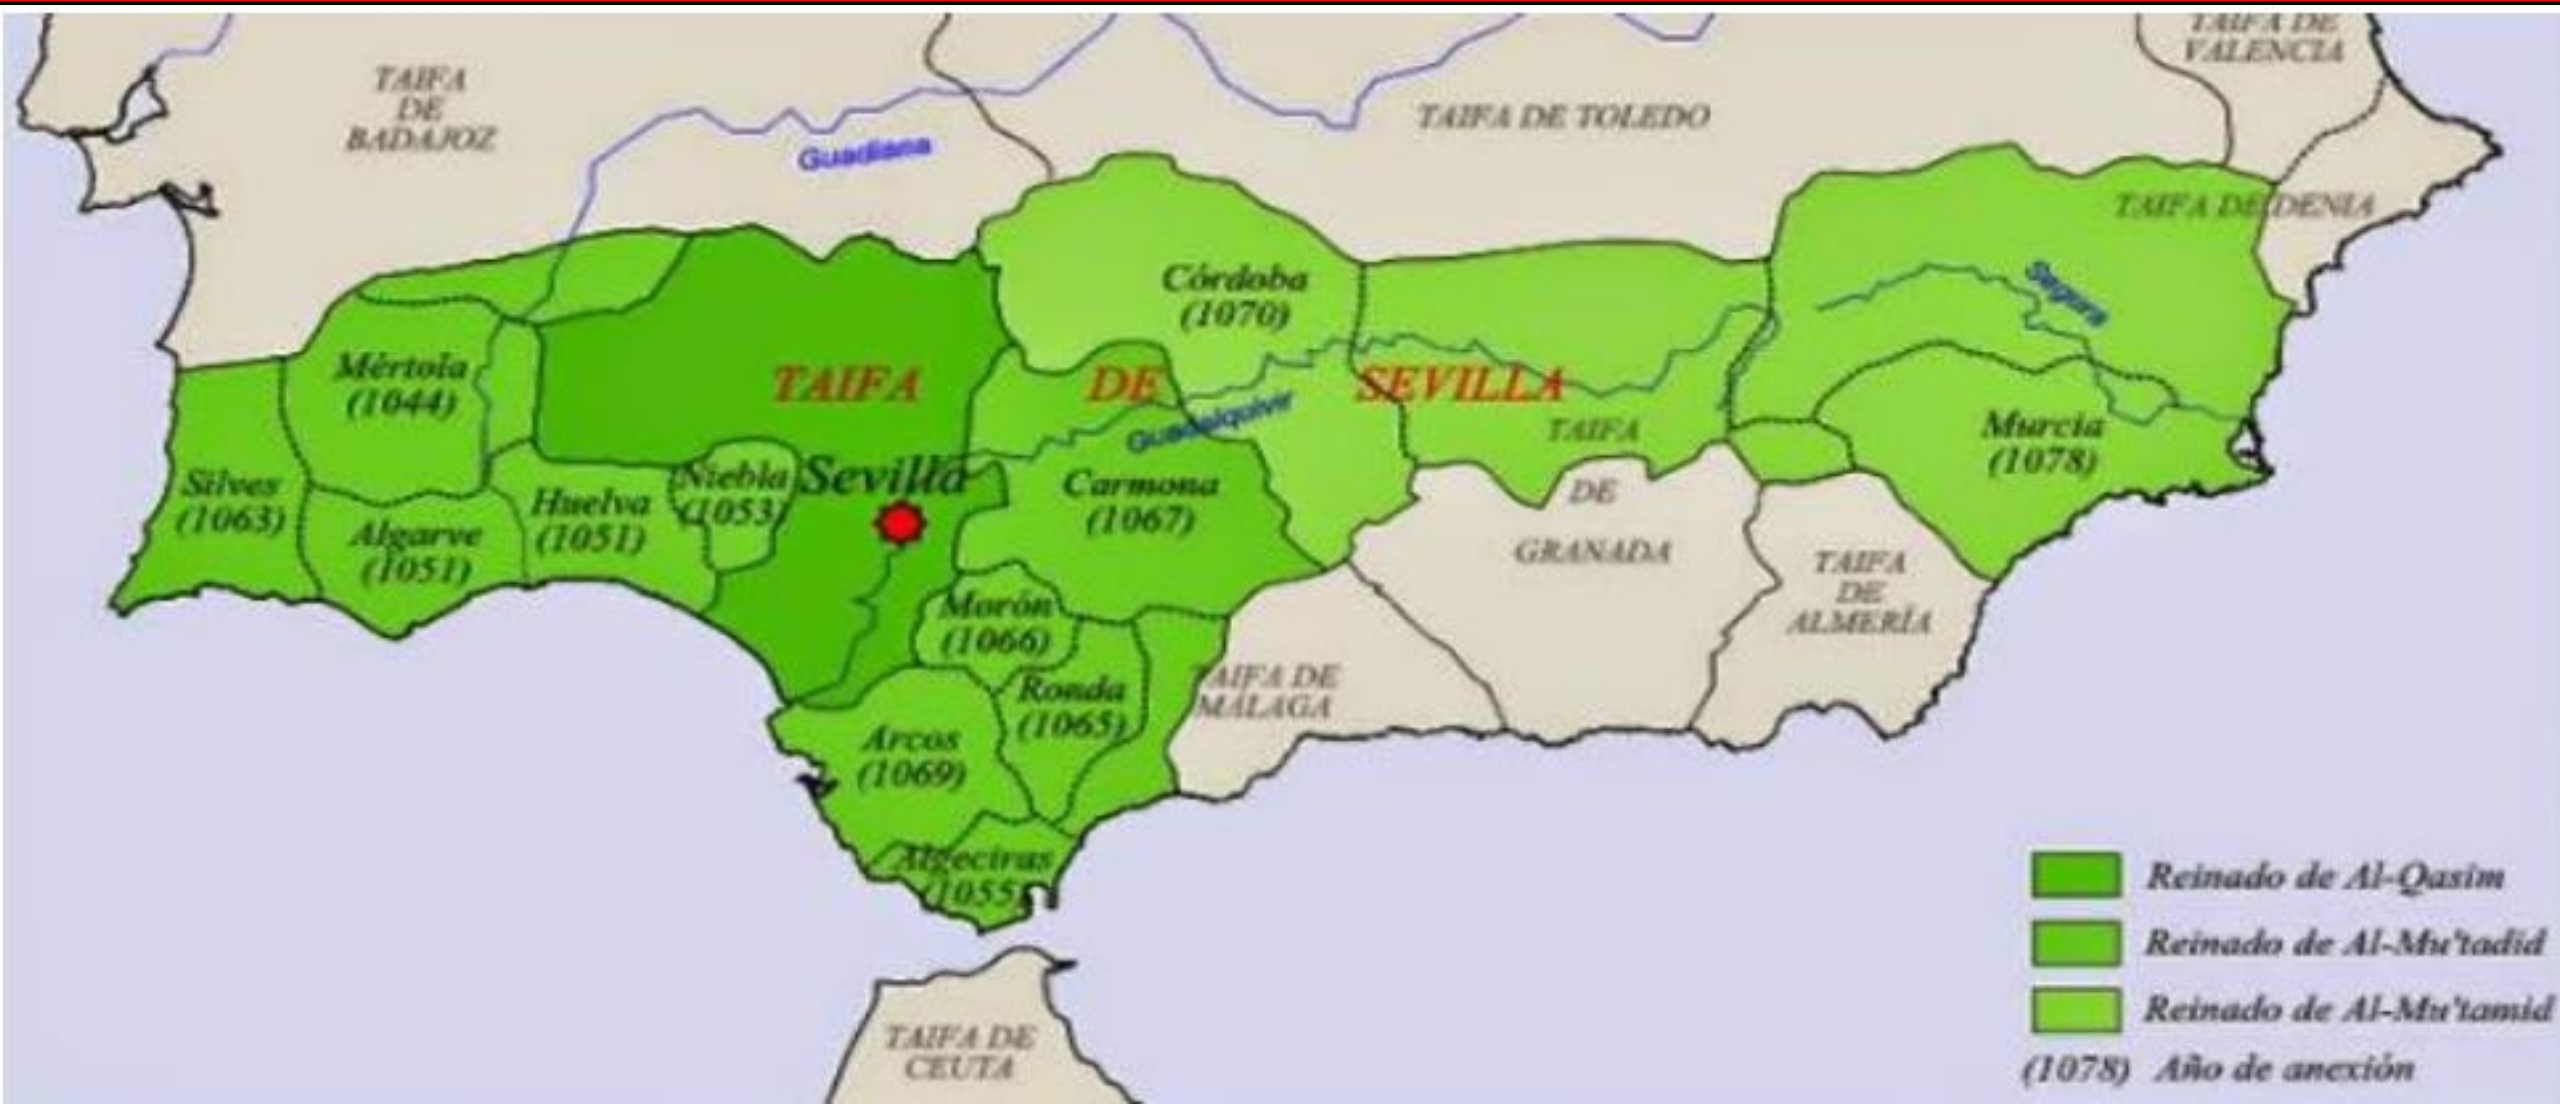 TAIFA DE
VALENCIA
TAIFA
DE
BADAJOZ
TAIFA DE TOLEDO
Guadiana
TAIFA DE DENIA
Córdoba
(1070)
Segura
Mértola
(1044)
TAIFA DE SEVILLA
Guadalquivir
TAIFA
DE
GRANADA
Murcia
(1078)
Silves
(1063)
Algarve
(1051)
Huelva
(1051)
Niebla
(1053)
Sevilla
Carmona
(1067)
TAIFA
DE
ALMERÍA
Morón
(1066)
Ronda
(1065)
AIFA DE
MÁLAGA
Arcos
(1069)
Algeciras
(1055)
TAIFA DE
CEUTA
Reinado de Al-Qasim
Reinado de Al-Mu'tadid
Reinado de Al-Mu'tamid
(1078) Año de anexión